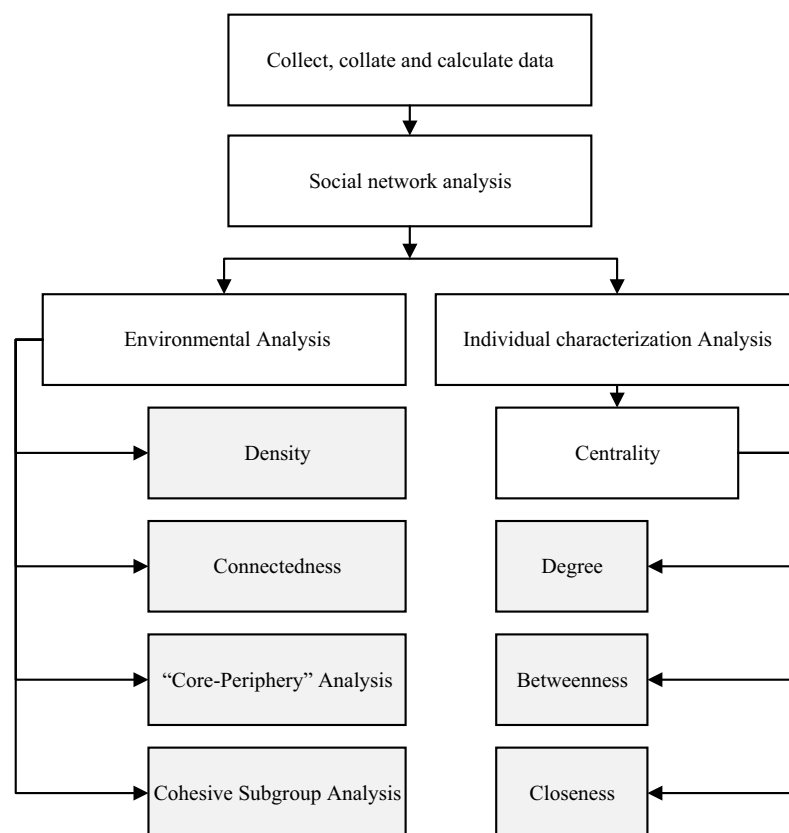 Collect, collate and calculate data
Social network analysis
Environmental Analysis
Individual characterization Analysis
Density
Centrality
Connectedness
Degree
“Core-Periphery” Analysis
Betweenness
Cohesive Subgroup Analysis
Closeness